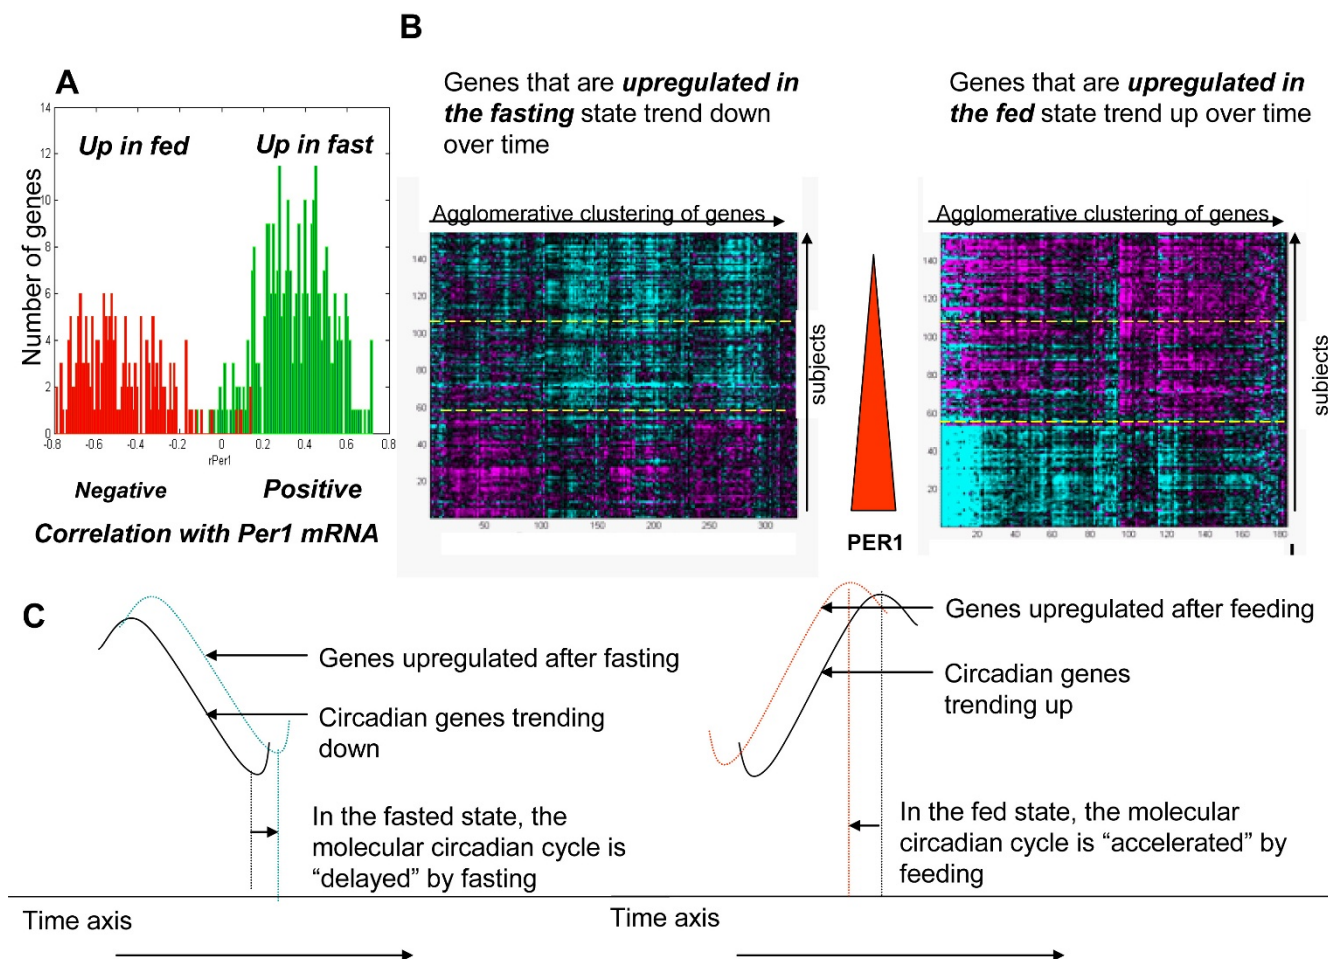 A
14
12
10
8
6
4
2
0
Number of genes
Up in fed
Up in fast
-0.8 -0.6 -0.4 -0.2 0 0.2 0.4 0.6 0.8
rPer1
Negative
Positive
Correlation with Per1 mRNA
B
Genes that are upregulated in
the fasting state trend down
over time
Agglomerative clustering of genes
140
120
100
80
60
40
20
50 100 150 200 250 300
subjects
PER1
Genes that are upregulated in
the fed state trend up over time
Agglomerative clustering of genes
140
120
100
80
60
40
20
20 40 60 80 100 120 140 160 180
subjects
C
Genes upregulated after fasting
Circadian genes trending
down
In the fasted state, the
molecular circadian cycle is
“delayed” by fasting
Time axis
Genes upregulated after feeding
Circadian genes
trending up
In the fed state, the molecular
circadian cycle is “accelerated” by
feeding
Time axis